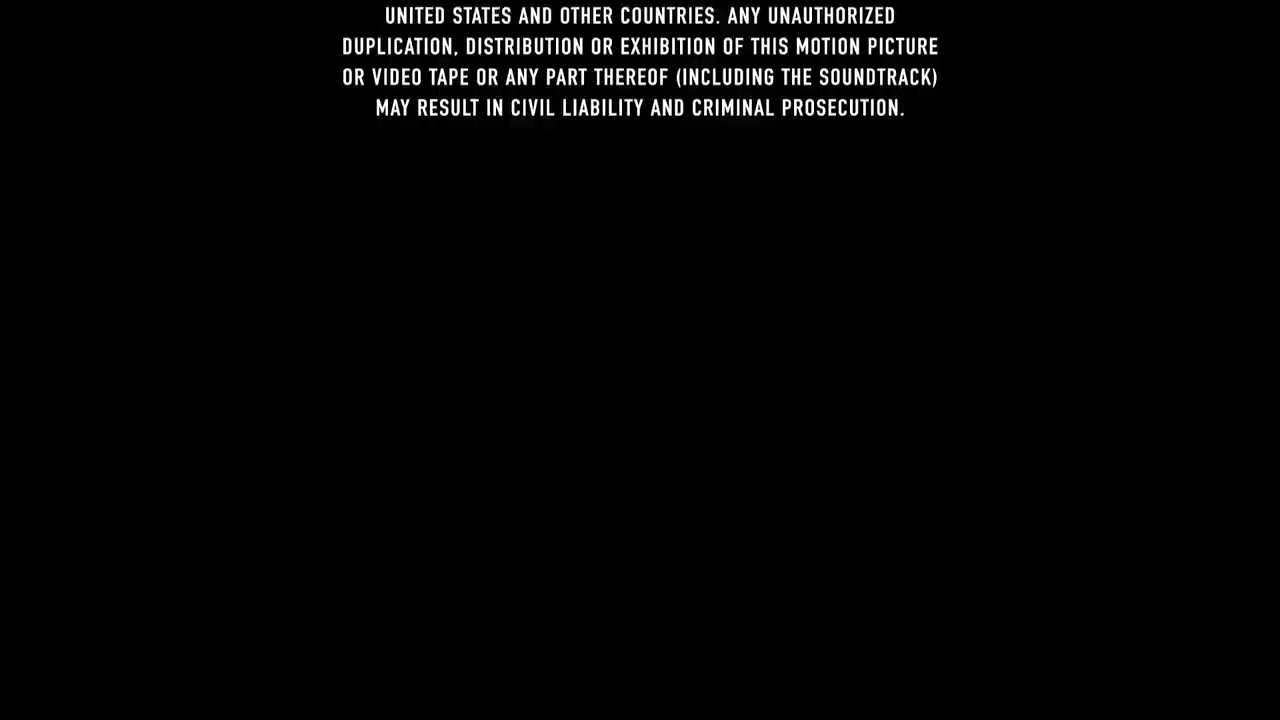 UNITED STATES AND OTHER COUNTRIES. ANY UNAUTHORIZED
DUPLICATION, DISTRIBUTION OR EXHIBITION OF THIS MOTION PICTURE
OR VIDEO TAPE OR ANY PART THEREOF (INCLUDING THE SOUNDTRACK)
MAY RESULT IN CIVIL LIABILITY AND CRIMINAL PROSECUTION.